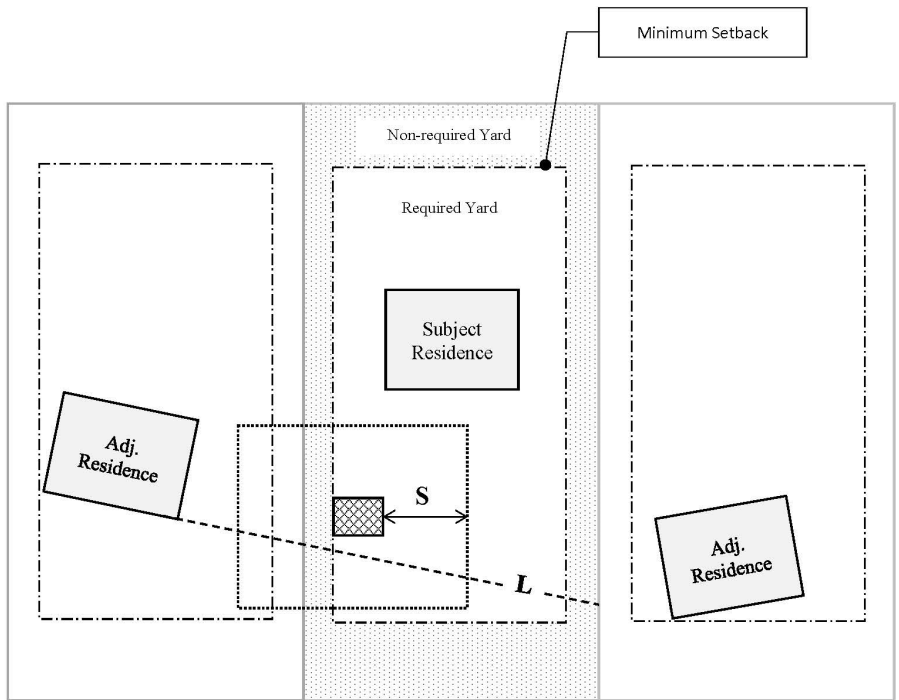 Minimum Setback
Non-required Yard
Required Yard
Subject
Residence
Adj.
Residence
S
L
Adj.
Residence